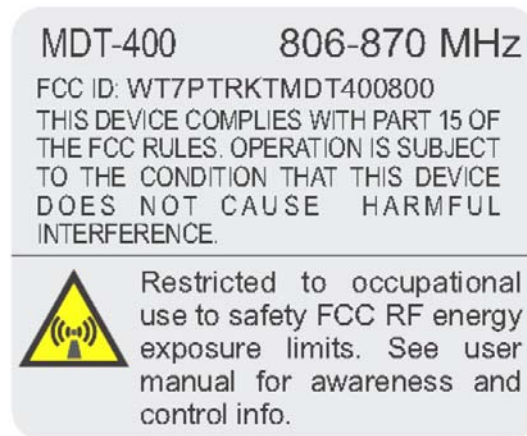 MDT-400 806-870 MHz
FCC ID: WT7PTRKTMDT400800
THIS DEVICE COMPLIES WITH PART 15 OF
THE FCC RULES. OPERATION IS SUBJECT
TO THE CONDITION THAT THIS DEVICE
DOES NOT CAUSE HARMFUL
INTERFERENCE.
Restricted to occupational
use to safety FCC RF energy
exposure limits. See user
manual for awareness and
control info.